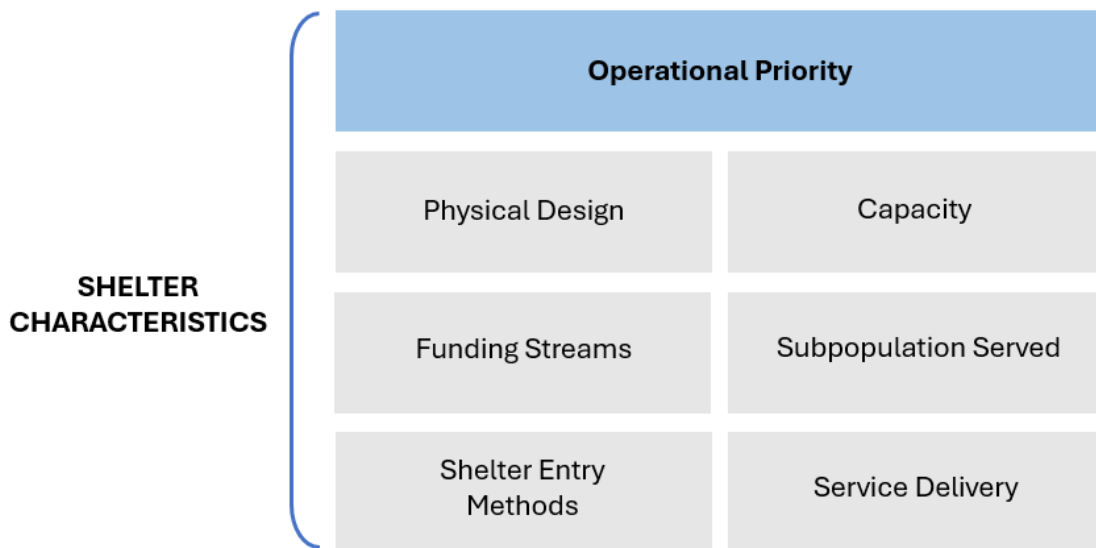 Operational Priority
Physical Design
Capacity
SHELTER
CHARACTERISTICS
Funding Streams
Subpopulation Served
Shelter Entry
Methods
Service Delivery